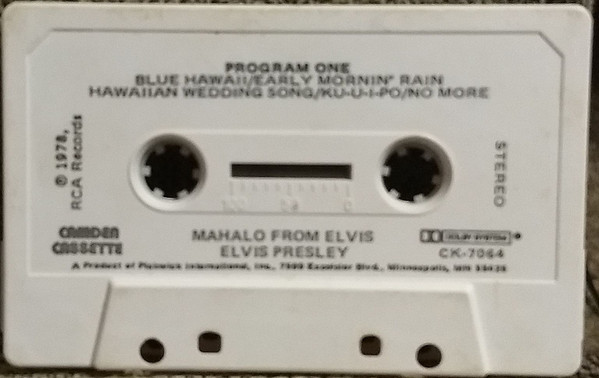 PROGRAM ONE
BLUE HAWAII/EARLY MORNIN' RAIN
HAWAIIAN WEDDING SONG/KU-U-I-PO/NO MORE
℗ 1978,
RCA Records
STEREO
100 50 0
CAMDEN
CASSETTE
MAHALO FROM ELVIS
ELVIS PRESLEY
DOLBY SYSTEM
CK-7064
A Product of Pickwick International, Inc., 7500 Excelsior Blvd., Minneapolis, MN 55426